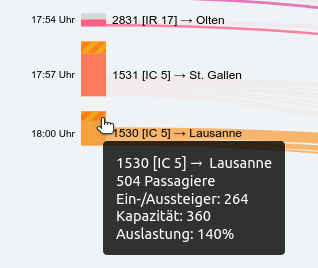 17:54 Uhr 2831 [IR 17] → Olten
17:57 Uhr 1531 [IC 5] → St. Gallen
18:00 Uhr 1530 [IC 5] → Lausanne
1530 [IC 5] → Lausanne
504 Passagiere
Ein-/Aussteiger: 264
Kapazität: 360
Auslastung: 140%